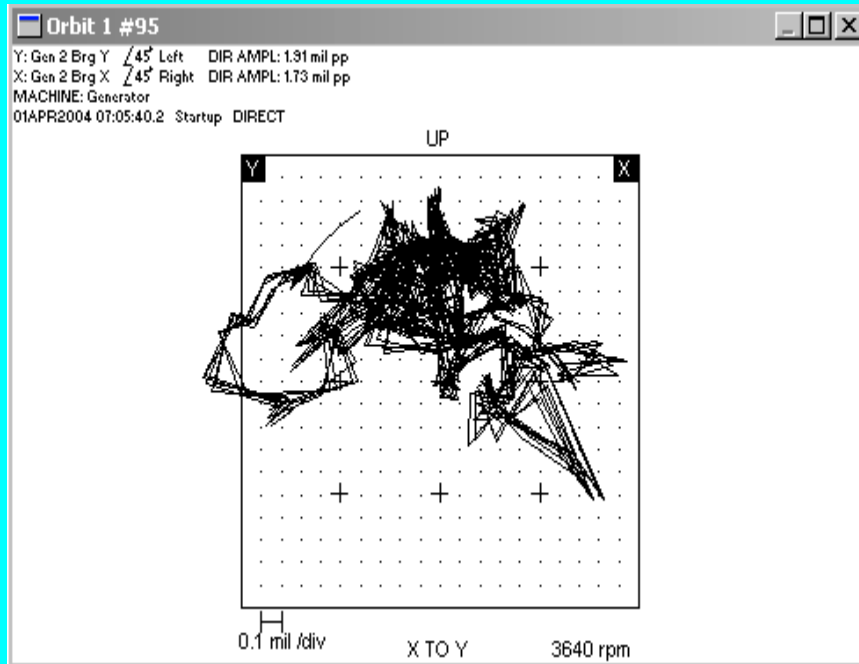 Orbit 1 #95
Y: Gen 2 Brg Y ∠45° Left DIR AMPL: 1.91 mil pp
X: Gen 2 Brg X ∠45° Right DIR AMPL: 1.73 mil pp
MACHINE: Generator
01APR2004 07:05:40.2 Startup DIRECT
UP
Y X
0.1 mil /div
X TO Y 3640 rpm